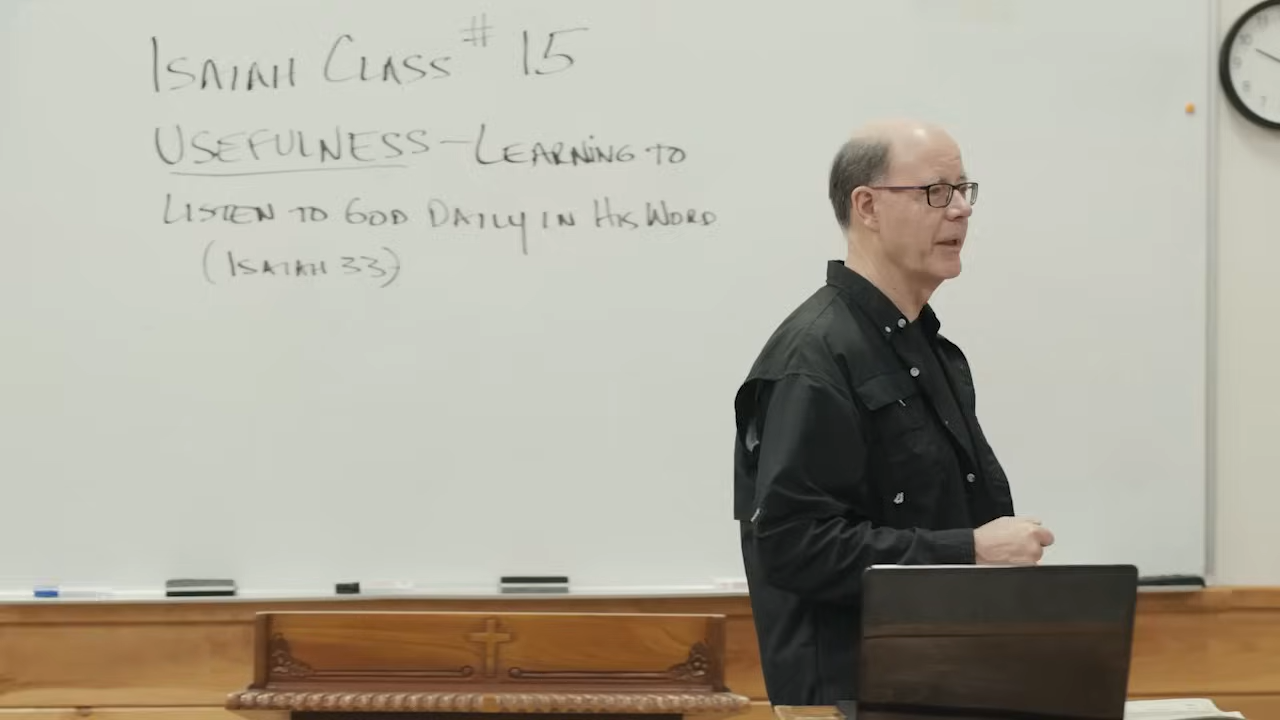 ISAIAH CLASS # 15
USEFULNESS - LEARNING TO
LISTEN TO GOD DAILY IN HIS WORD
(ISAIAH 33)